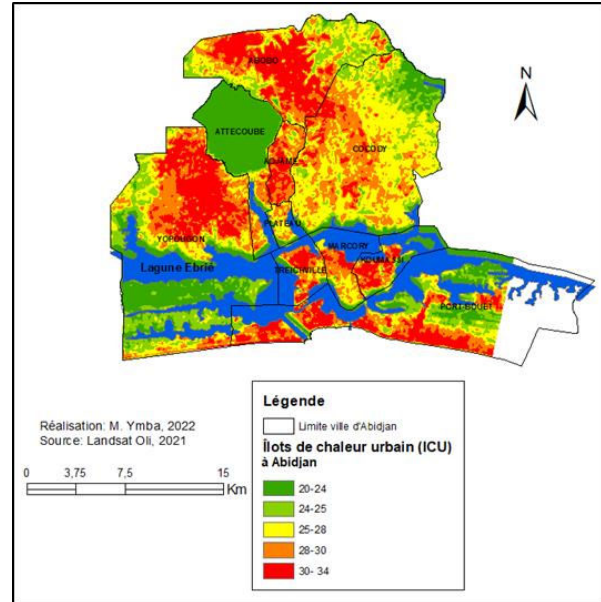 ABOBO
N
ATTECOUBE
ADJAME
COCODY
PLATEAU
YOPOUGON
MARCORY
Lagune Ebrié
TREICHVILLE
KOUMASSI
PORT-BOUET
Légende
Limite ville d'Abidjan
Îlots de chaleur urbain (ICU)
à Abidjan
20-24
24-25
25-28
28-30
30- 34
Réalisation: M. Ymba, 2022
Source: Landsat Oli, 2021
0 3,75 7,5 15
Km